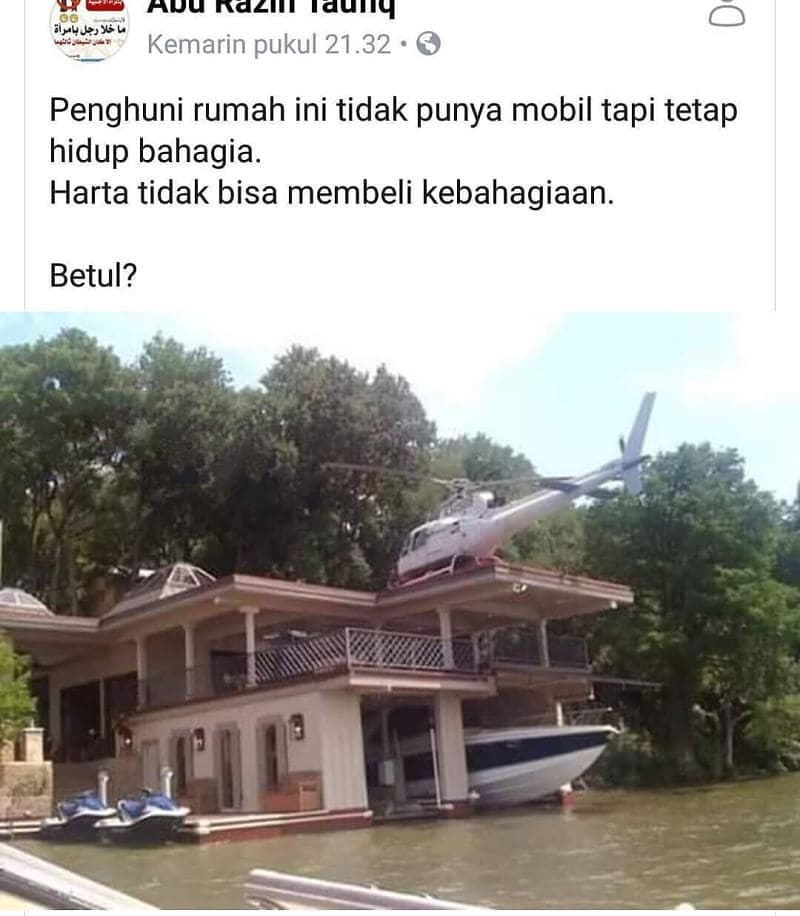 Abu Razin Taufiq
ما خلا رجل بامرأة
Kemarin pukul 21.32
Penghuni rumah ini tidak punya mobil tapi tetap
hidup bahagia.
Harta tidak bisa membeli kebahagiaan.
Betul?